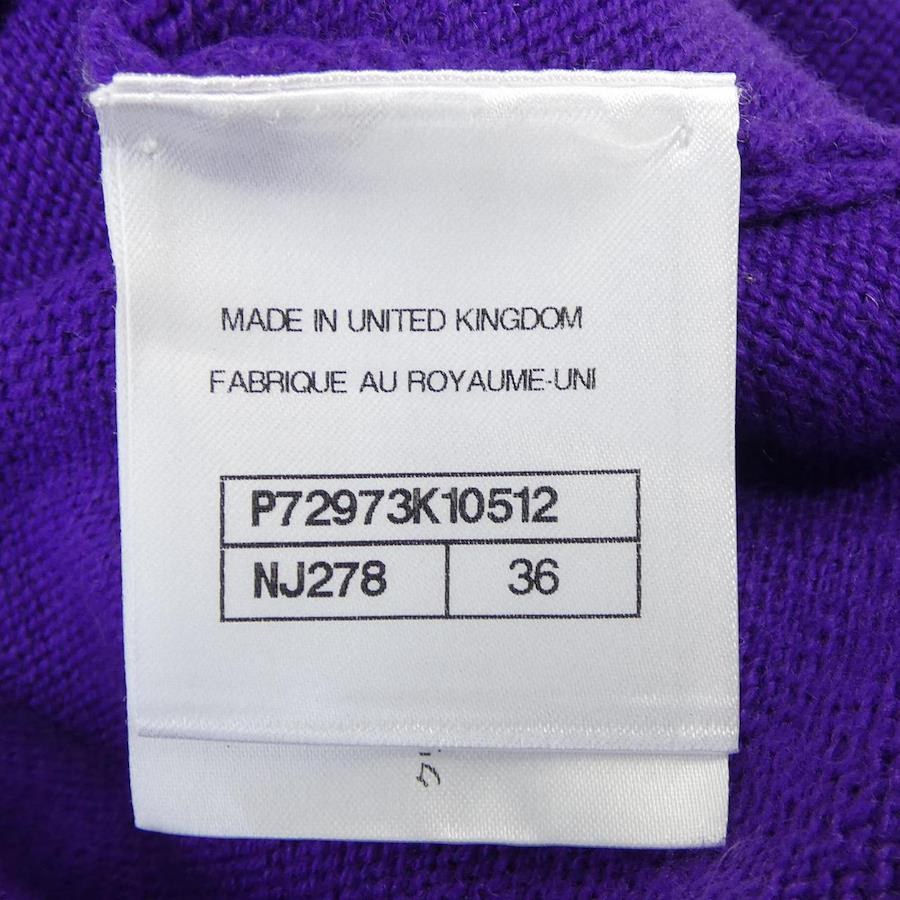 MADE IN UNITED KINGDOM
FABRIQUE AU ROYAUME-UNI
P72973K10512
NJ278 36